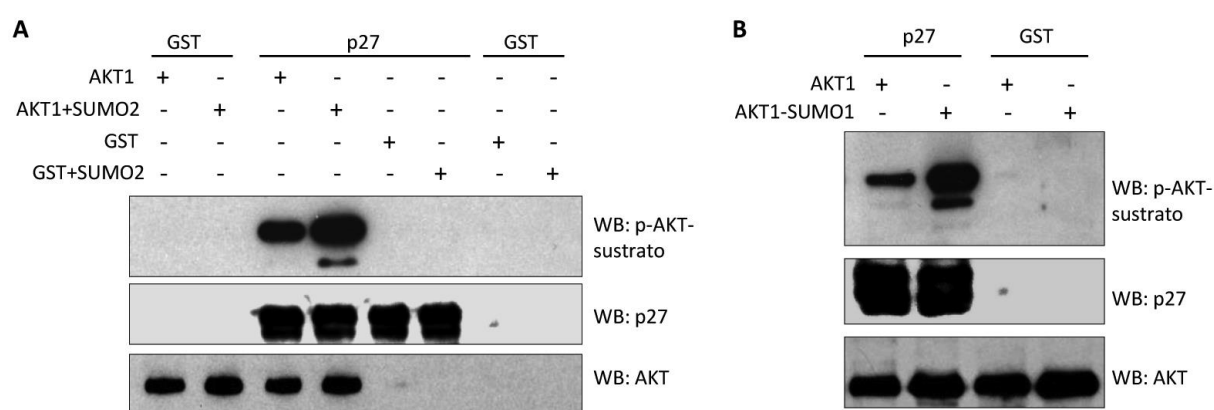 A
GST p27 GST
AKT1 + - + - - - - -
AKT1+SUMO2 - + - + - - - -
GST - - - - + - + -
GST+SUMO2 - - - - - + - +
WB: p-AKT-
sustrato
WB: p27
WB: AKT
B
p27 GST
AKT1 + - + -
AKT1-SUMO1 - + - +
WB: p-AKT-
sustrato
WB: p27
WB: AKT